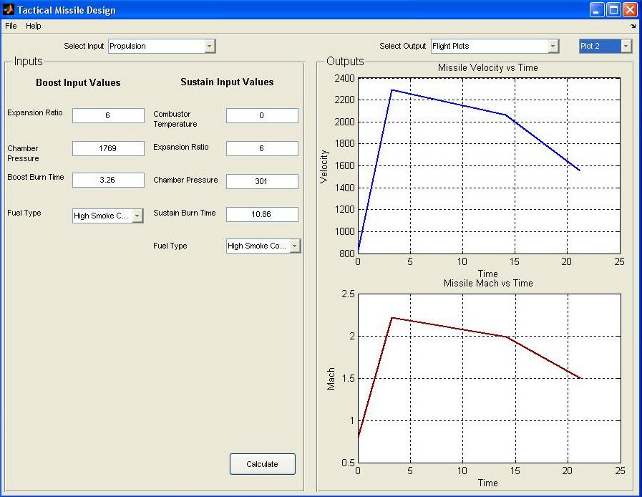 Tactical Missile Design
File Help
Select Input Propulsion
Select Output Flight Plots Plot 2
Inputs
Boost Input Values
Sustain Input Values
Expansion Ratio 6
Combustor Temperature 0
Chamber Pressure 1769
Expansion Ratio 6
Boost Burn Time 3.26
Chamber Pressure 301
Fuel Type High Smoke C...
Sustain Burn Time 10.86
Fuel Type High Smoke Co...
Calculate
Outputs
Missile Velocity vs Time
2400
2200
2000
1800
1600
1400
1200
1000
800
Velocity
0 5 10 15 20 25
Time
Missile Mach vs Time
2.5
2
1.5
1
0.5
Mach
0 5 10 15 20 25
Time